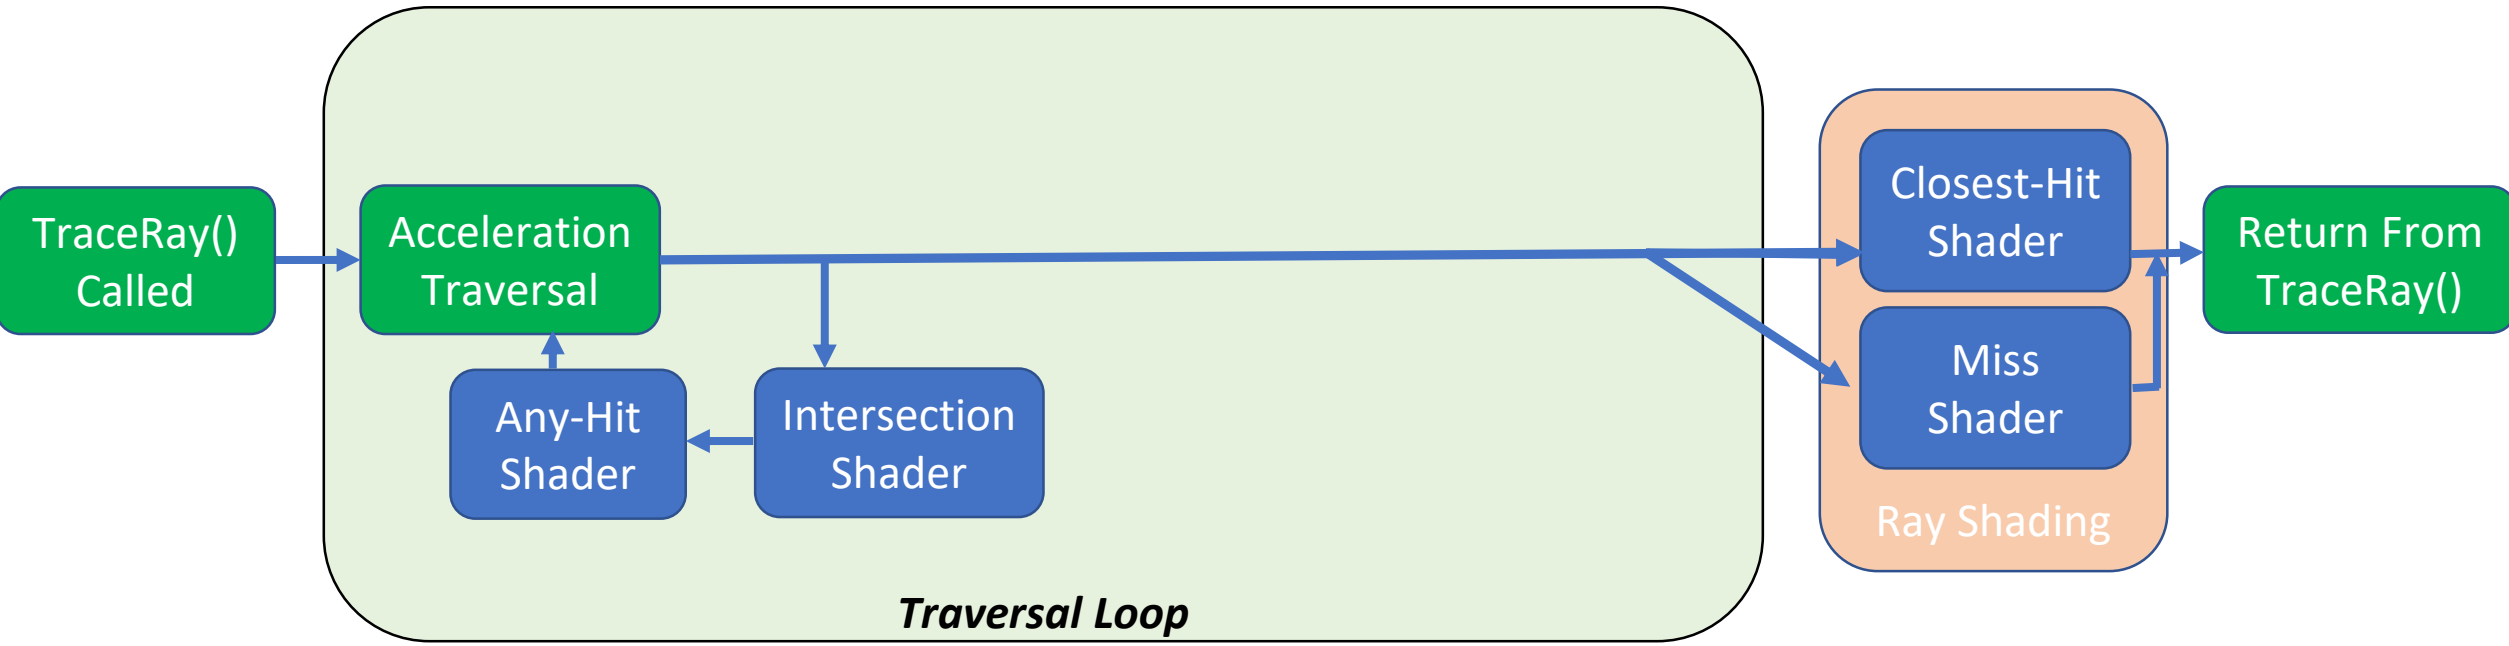 TraceRay()
Called
Acceleration
Traversal
Any-Hit
Shader
Intersection
Shader
Traversal Loop
Closest-Hit
Shader
Miss
Shader
Ray Shading
Return From
TraceRay()